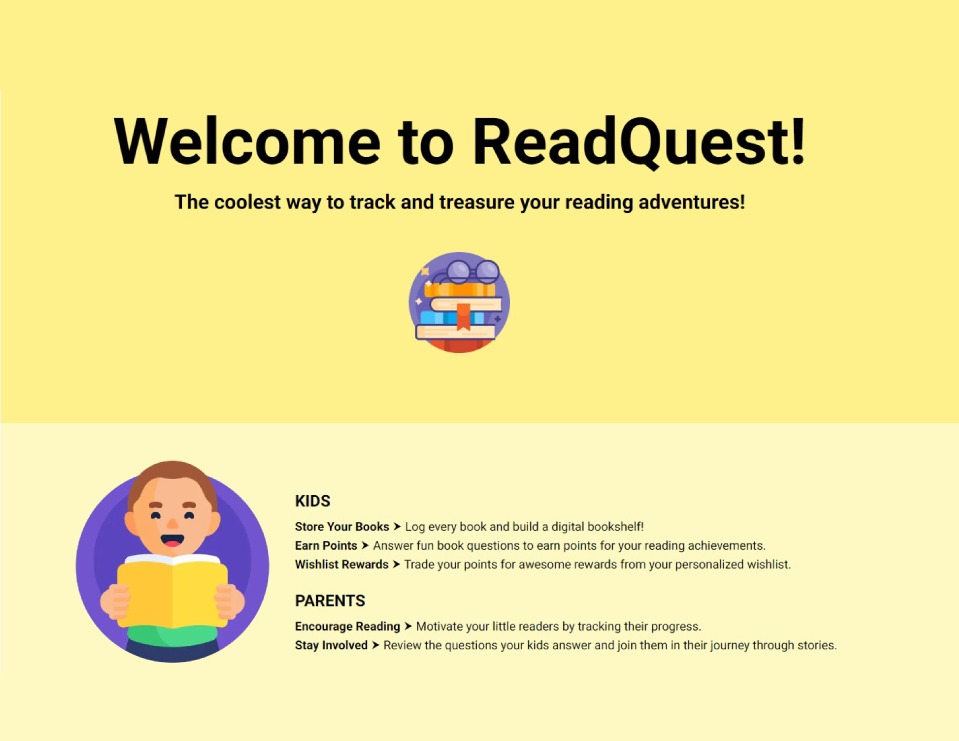 Welcome to ReadQuest!
The coolest way to track and treasure your reading adventures!
KIDS
Store Your Books ➤ Log every book and build a digital bookshelf!
Earn Points ➤ Answer fun book questions to earn points for your reading achievements.
Wishlist Rewards ➤ Trade your points for awesome rewards from your personalized wishlist.
PARENTS
Encourage Reading ➤ Motivate your little readers by tracking their progress.
Stay Involved ➤ Review the questions your kids answer and join them in their journey through stories.